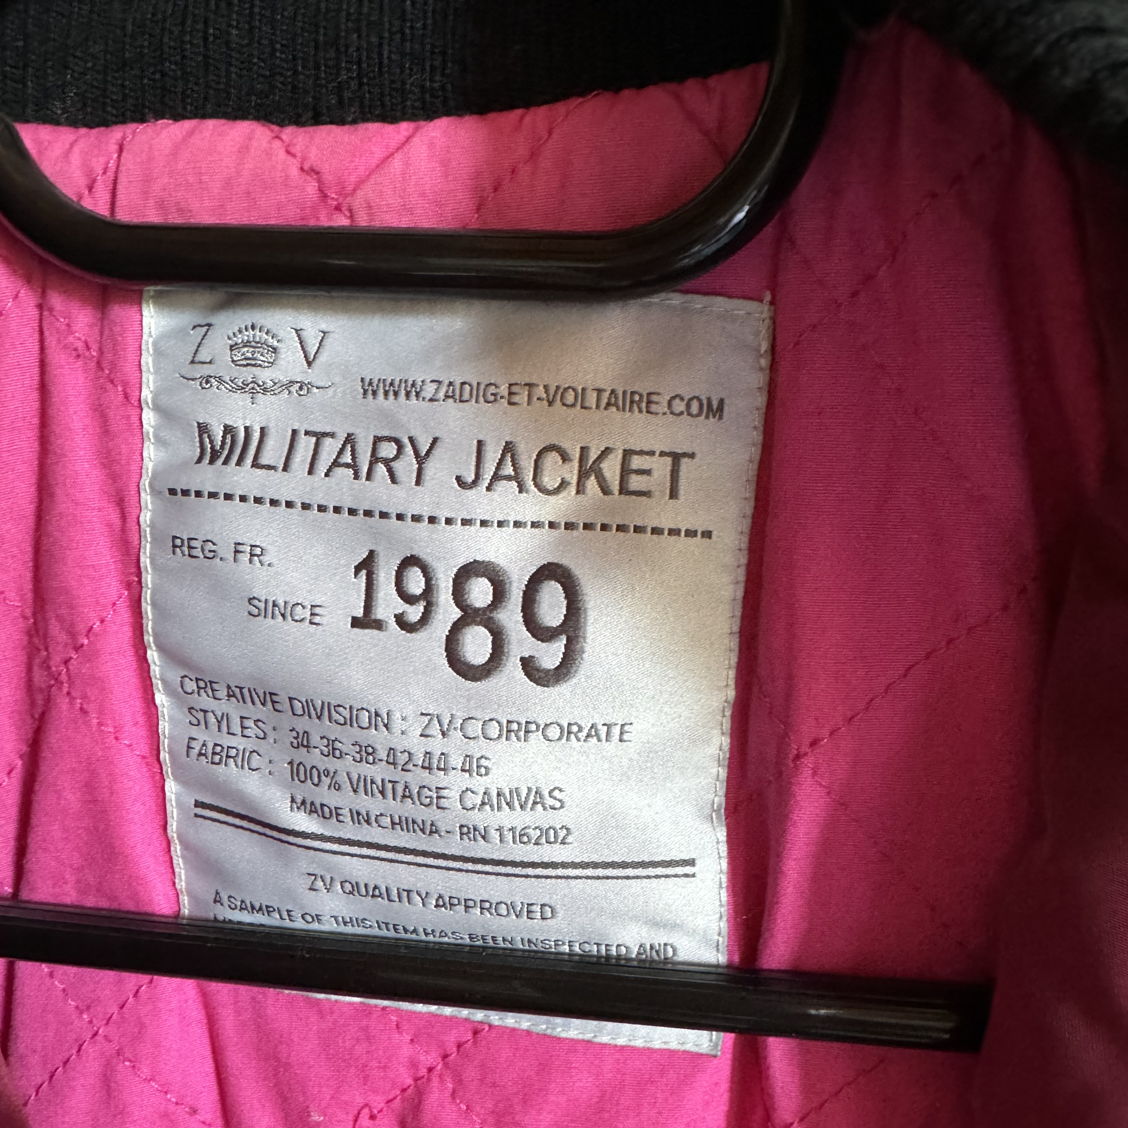 Z V
WWW.ZADIG-ET-VOLTAIRE.COM
MILITARY JACKET
REG. FR.
SINCE 1989
CREATIVE DIVISION : ZV-CORPORATE
STYLES : 34-36-38-42-44-46
FABRIC : 100% VINTAGE CANVAS
MADE IN CHINA - RN 116202
ZV QUALITY APPROVED
A SAMPLE OF THIS ITEM HAS BEEN INSPECTED AND